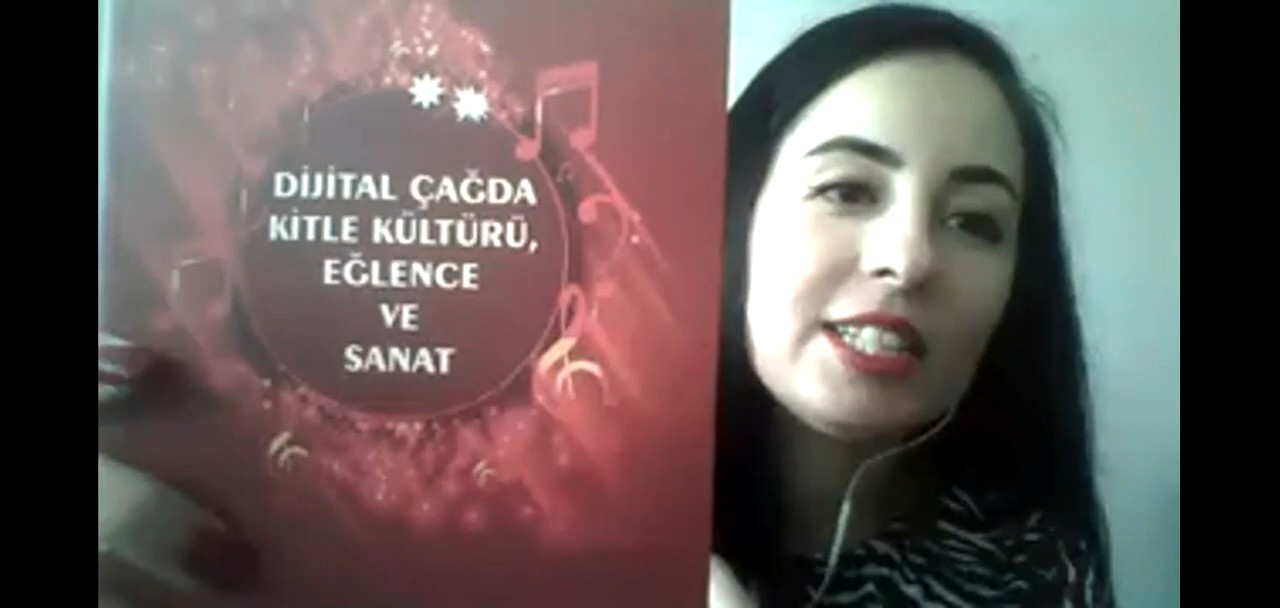 DİJİTAL ÇAĞDA
KİTLE KÜLTÜRÜ,
EĞLENCE
VE
SANAT